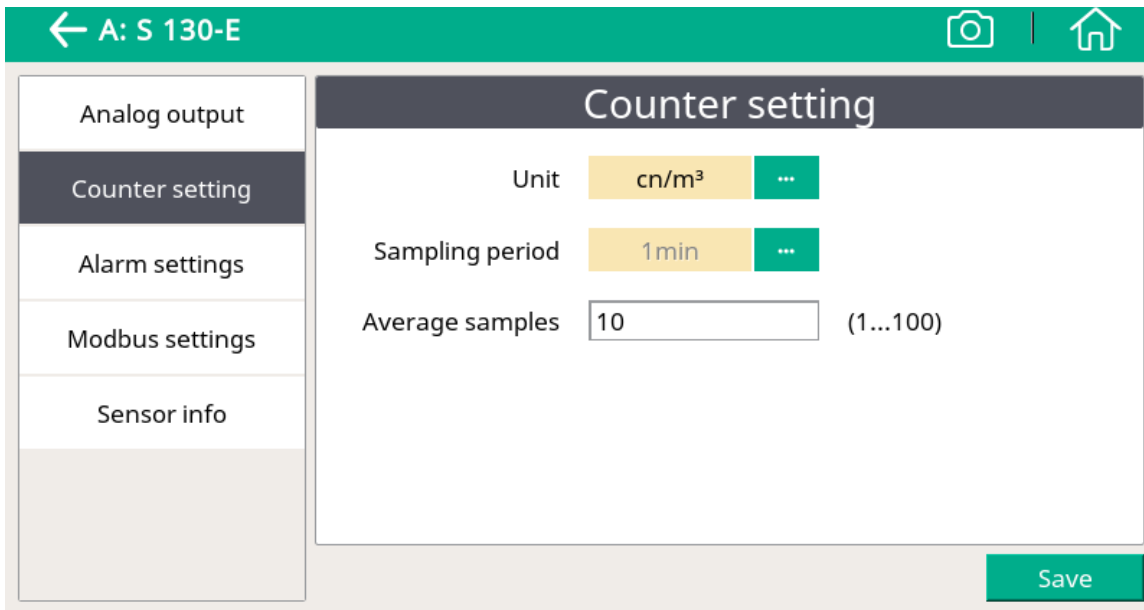 A: S 130-E
Analog output
Counter setting
Alarm settings
Modbus settings
Sensor info
Counter setting
Unit cn/m³ ...
Sampling period 1min ...
Average samples 10 (1...100)
Save